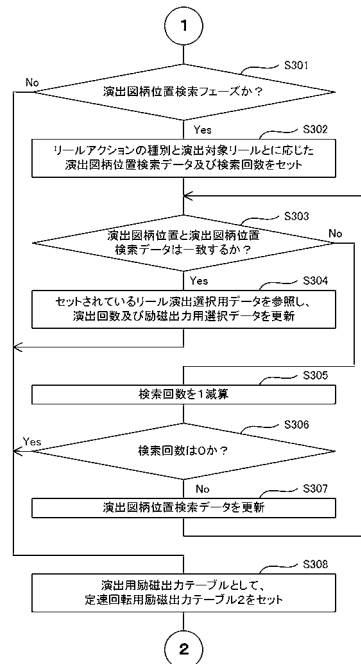 1
S301
No
演出図柄位置検索フェーズか？
Yes
S302
リールアクションの種別と演出対象リールとに応じた
演出図柄位置検索データ及び検索回数をセット
S303
演出図柄位置と演出図柄位置
検索データは一致するか？
No
Yes
S304
セットされているリール演出選択用データを参照し、
演出回数及び励磁出力用選択データを更新
S305
検索回数を1減算
S306
Yes
検索回数は0か？
No
S307
演出図柄位置検索データを更新
S308
演出用励磁出力テーブルとして、
定速回転用励磁出力テーブル2をセット
2